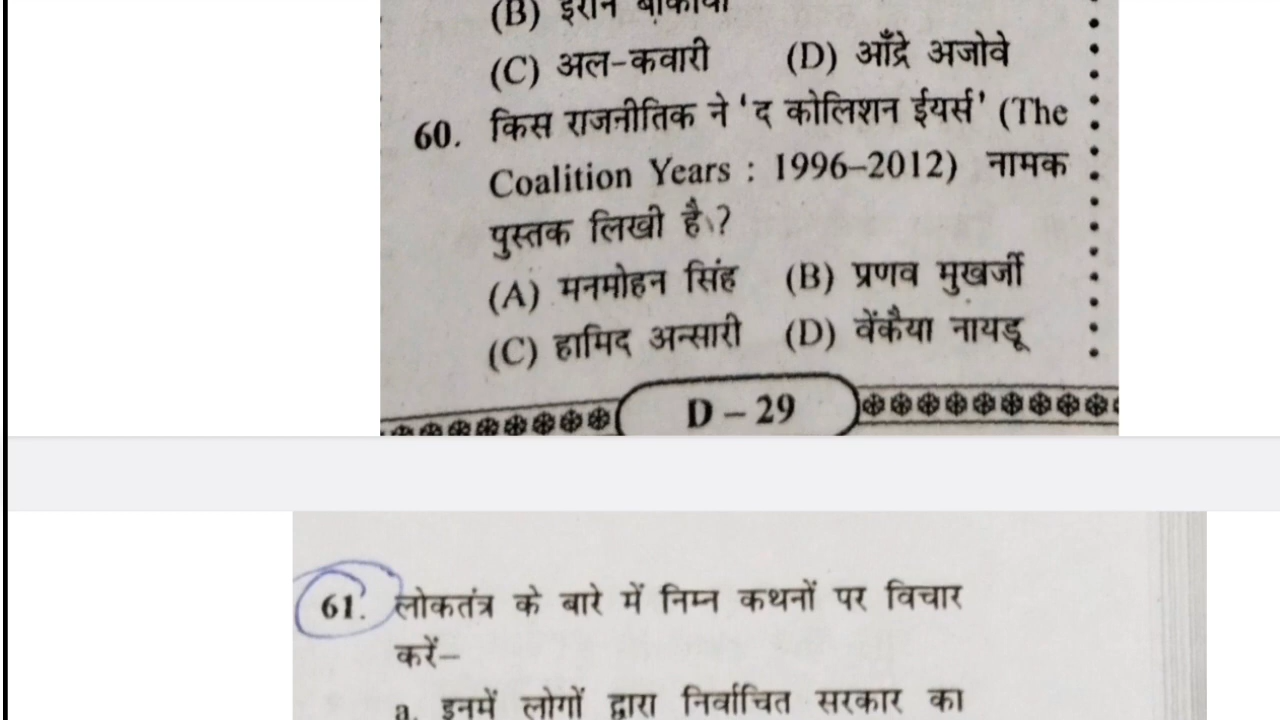 (B) इरीन बोकोवा
(C) अल-कवारी (D) आँद्रे अजोवे
60. किस राजनीतिक ने 'द कोलिशन ईयर्स' (The
Coalition Years : 1996–2012) नामक
पुस्तक लिखी है?
(A) मनमोहन सिंह (B) प्रणव मुखर्जी
(C) हामिद अन्सारी (D) वेंकैया नायडू
D – 29
61. लोकतंत्र के बारे में निम्न कथनों पर विचार
करें–
a. इनमें लोगों द्वारा निर्वाचित सरकार का